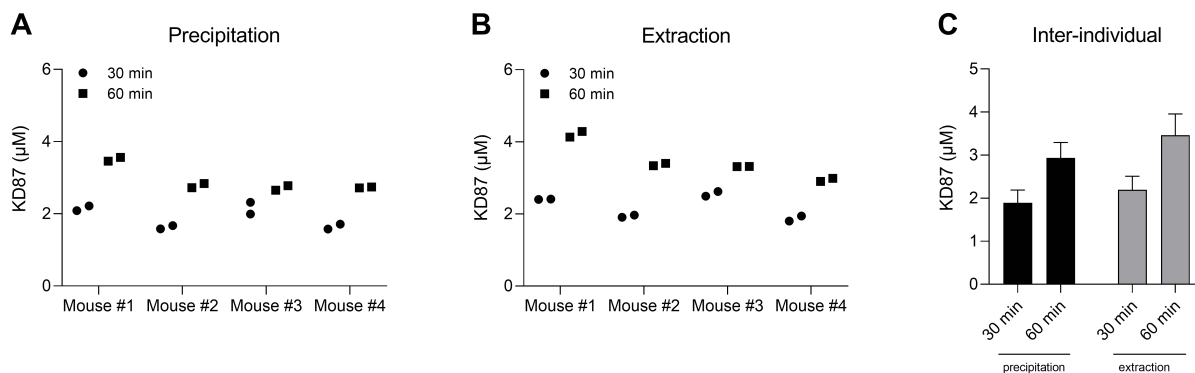 A
Precipitation
KD87 (µM)
6
4
2
0
30 min
60 min
Mouse #1 Mouse #2 Mouse #3 Mouse #4
B
Extraction
KD87 (µM)
6
4
2
0
30 min
60 min
Mouse #1 Mouse #2 Mouse #3 Mouse #4
C
Inter-individual
KD87 (µM)
5
4
3
2
1
0
30 min 60 min 30 min 60 min
precipitation extraction